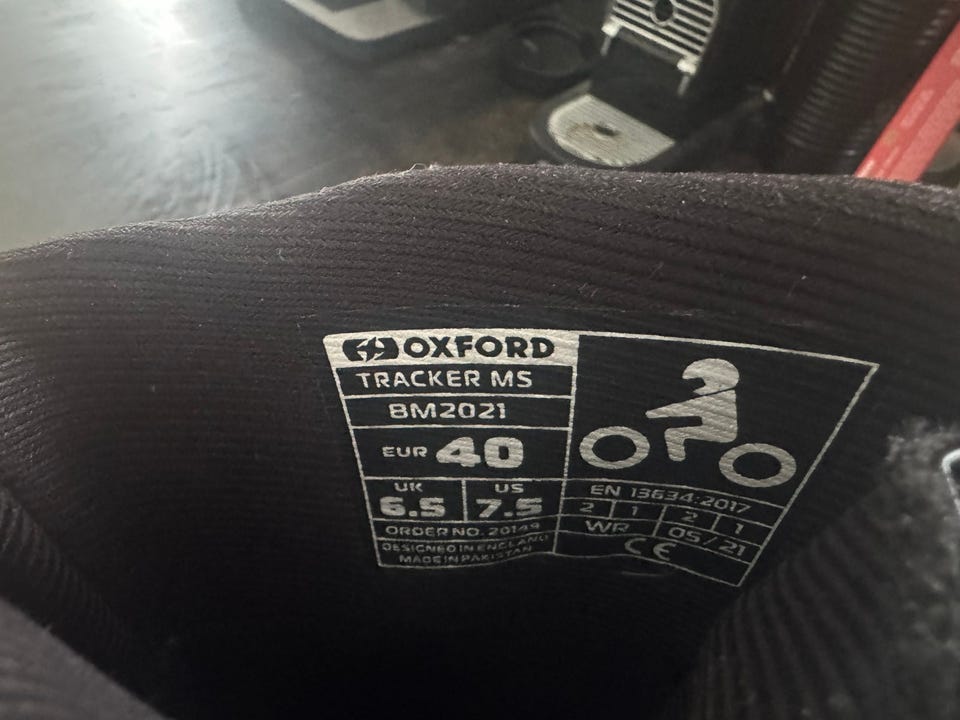 OXFORD
TRACKER MS
BM2021
EUR 40
UK US
6.5 7.5
ORDER NO. 20149
DESIGNED IN ENGLAND
MADE IN PAKISTAN
EN 13634:2017
2 1 2 1
WR 05/21
CE